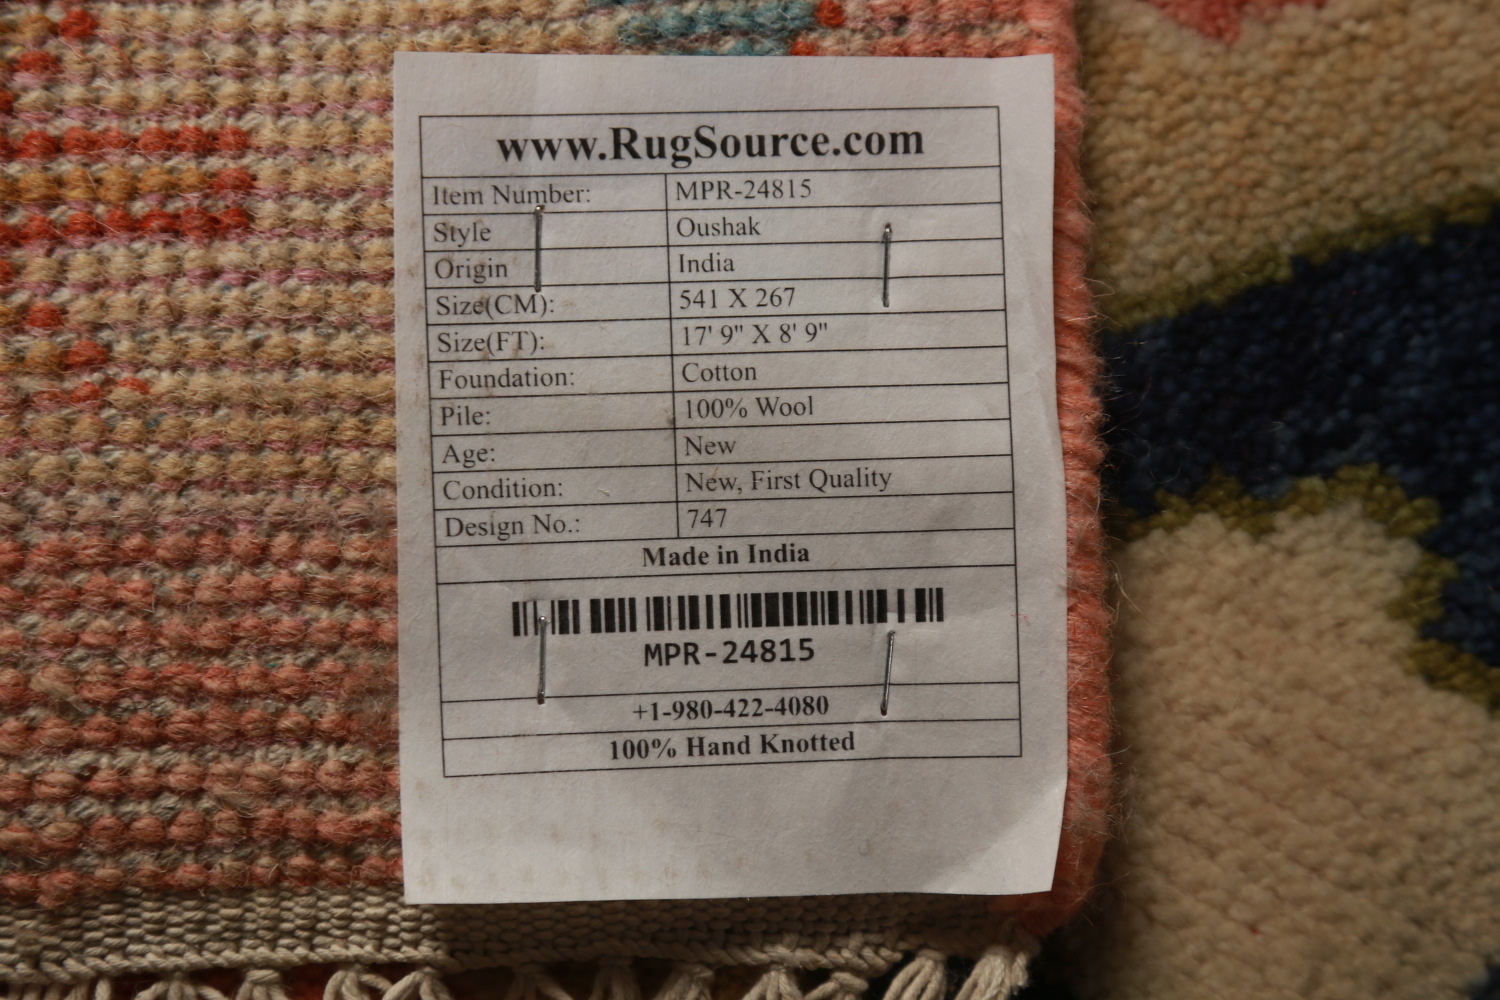 www.RugSource.com
Item Number: MPR-24815
Style Oushak
Origin India
Size(CM): 541 X 267
Size(FT): 17' 9" X 8' 9"
Foundation: Cotton
Pile: 100% Wool
Age: New
Condition: New, First Quality
Design No.: 747
Made in India
MPR-24815
+1-980-422-4080
100% Hand Knotted